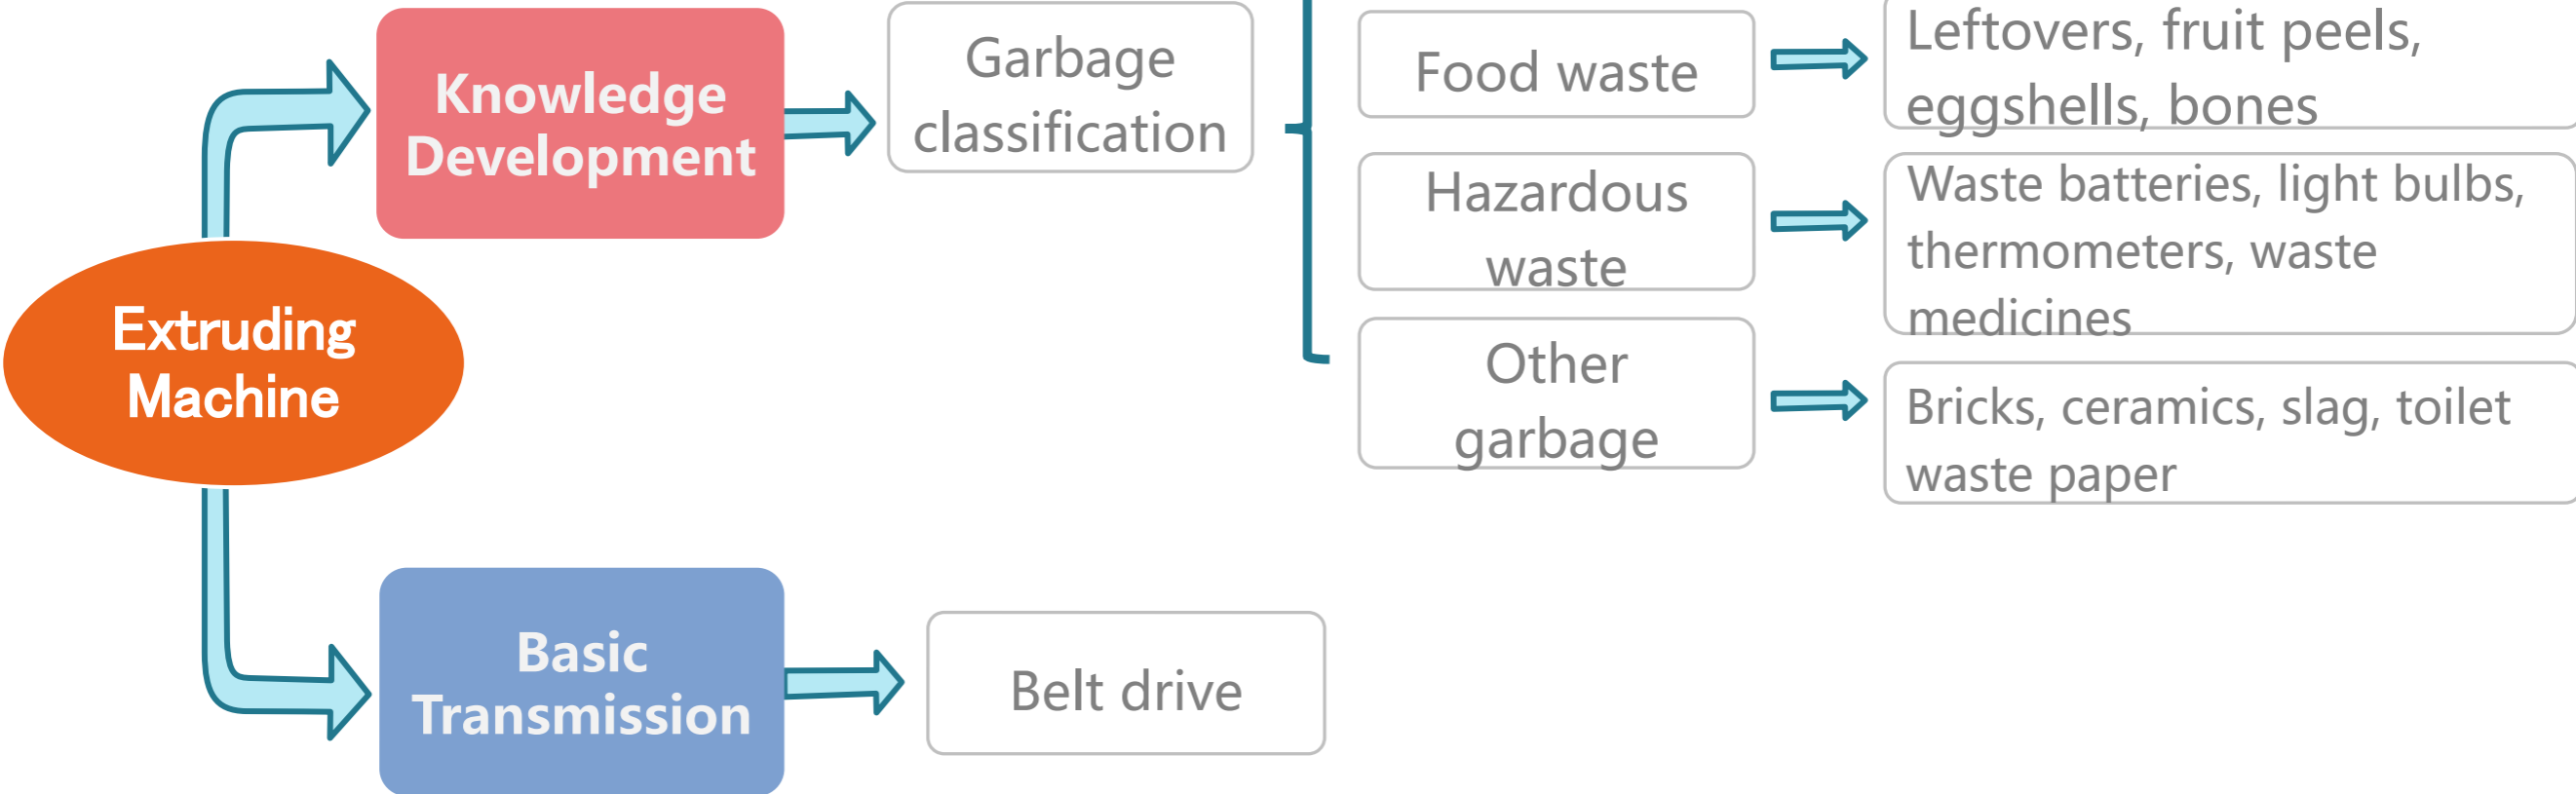 Knowledge
Development
Garbage
classification
Food waste
Leftovers, fruit peels,
eggshells, bones
Hazardous
waste
Waste batteries, light bulbs,
thermometers, waste
medicines
Other
garbage
Bricks, ceramics, slag, toilet
waste paper
Extruding
Machine
Basic
Transmission
Belt drive